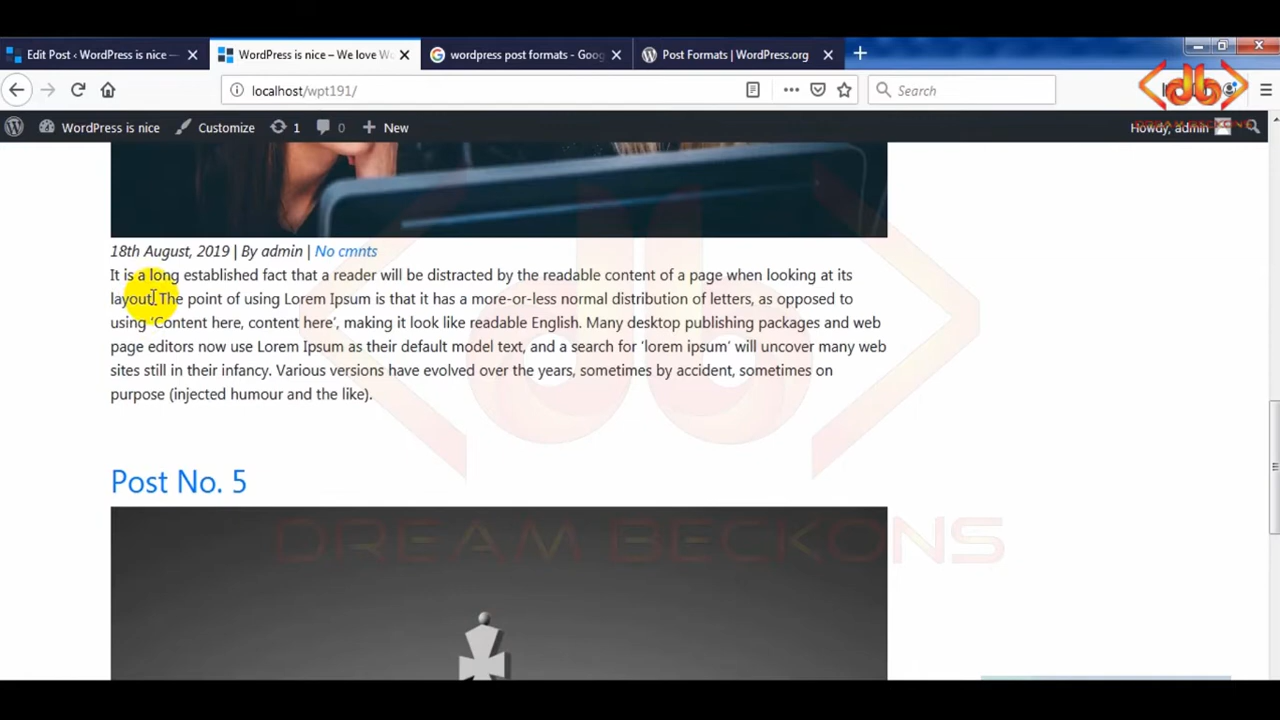 Edit Post ‹ WordPress is nice —
WordPress is nice – We love Wo
wordpress post formats - Goog
Post Formats | WordPress.org
localhost/wpt191/
Search
WordPress is nice
Customize
1
0
New
Howdy, admin
DREAM BECKONS
18th August, 2019 | By admin | No cmnts
It is a long established fact that a reader will be distracted by the readable content of a page when looking at its
layout. The point of using Lorem Ipsum is that it has a more-or-less normal distribution of letters, as opposed to
using ‘Content here, content here’, making it look like readable English. Many desktop publishing packages and web
page editors now use Lorem Ipsum as their default model text, and a search for ‘lorem ipsum’ will uncover many web
sites still in their infancy. Various versions have evolved over the years, sometimes by accident, sometimes on
purpose (injected humour and the like).
Post No. 5
DREAM BECKONS